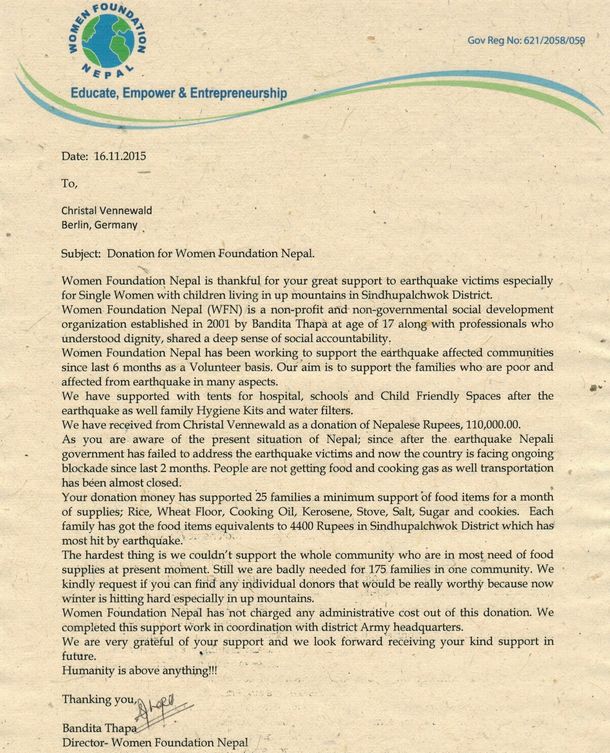 WOMEN FOUNDATION
NEPAL
Gov Reg No: 621/2058/059
Educate, Empower & Entrepreneurship
Date: 16.11.2015
To,
Christal Vennewald
Berlin, Germany
Subject: Donation for Women Foundation Nepal.
Women Foundation Nepal is thankful for your great support to earthquake victims especially
for Single Women with children living in up mountains in Sindhupalchwok District.
Women Foundation Nepal (WFN) is a non-profit and non-governmental social development
organization established in 2001 by Bandita Thapa at age of 17 along with professionals who
understood dignity, shared a deep sense of social accountability.
Women Foundation Nepal has been working to support the earthquake affected communities
since last 6 months as a Volunteer basis. Our aim is to support the families who are poor and
affected from earthquake in many aspects.
We have supported with tents for hospital, schools and Child Friendly Spaces after the
earthquake as well family Hygiene Kits and water filters.
We have received from Christal Vennewald as a donation of Nepalese Rupees, 110,000.00.
As you are aware of the present situation of Nepal; since after the earthquake Nepali
government has failed to address the earthquake victims and now the country is facing ongoing
blockade since last 2 months. People are not getting food and cooking gas as well transportation
has been almost closed.
Your donation money has supported 25 families a minimum support of food items for a month
of supplies; Rice, Wheat Floor, Cooking Oil, Kerosene, Stove, Salt, Sugar and cookies. Each
family has got the food items equivalents to 4400 Rupees in Sindhupalchwok District which has
most hit by earthquake.
The hardest thing is we couldn't support the whole community who are in most need of food
supplies at present moment. Still we are badly needed for 175 families in one community. We
kindly request if you can find any individual donors that would be really worthy because now
winter is hitting hard especially in up mountains.
Women Foundation Nepal has not charged any administrative cost out of this donation. We
completed this support work in coordination with district Army headquarters.
We are very grateful of your support and we look forward receiving your kind support in
future.
Humanity is above anything!!!
Thanking you,
Bandita Thapa
Director- Women Foundation Nepal